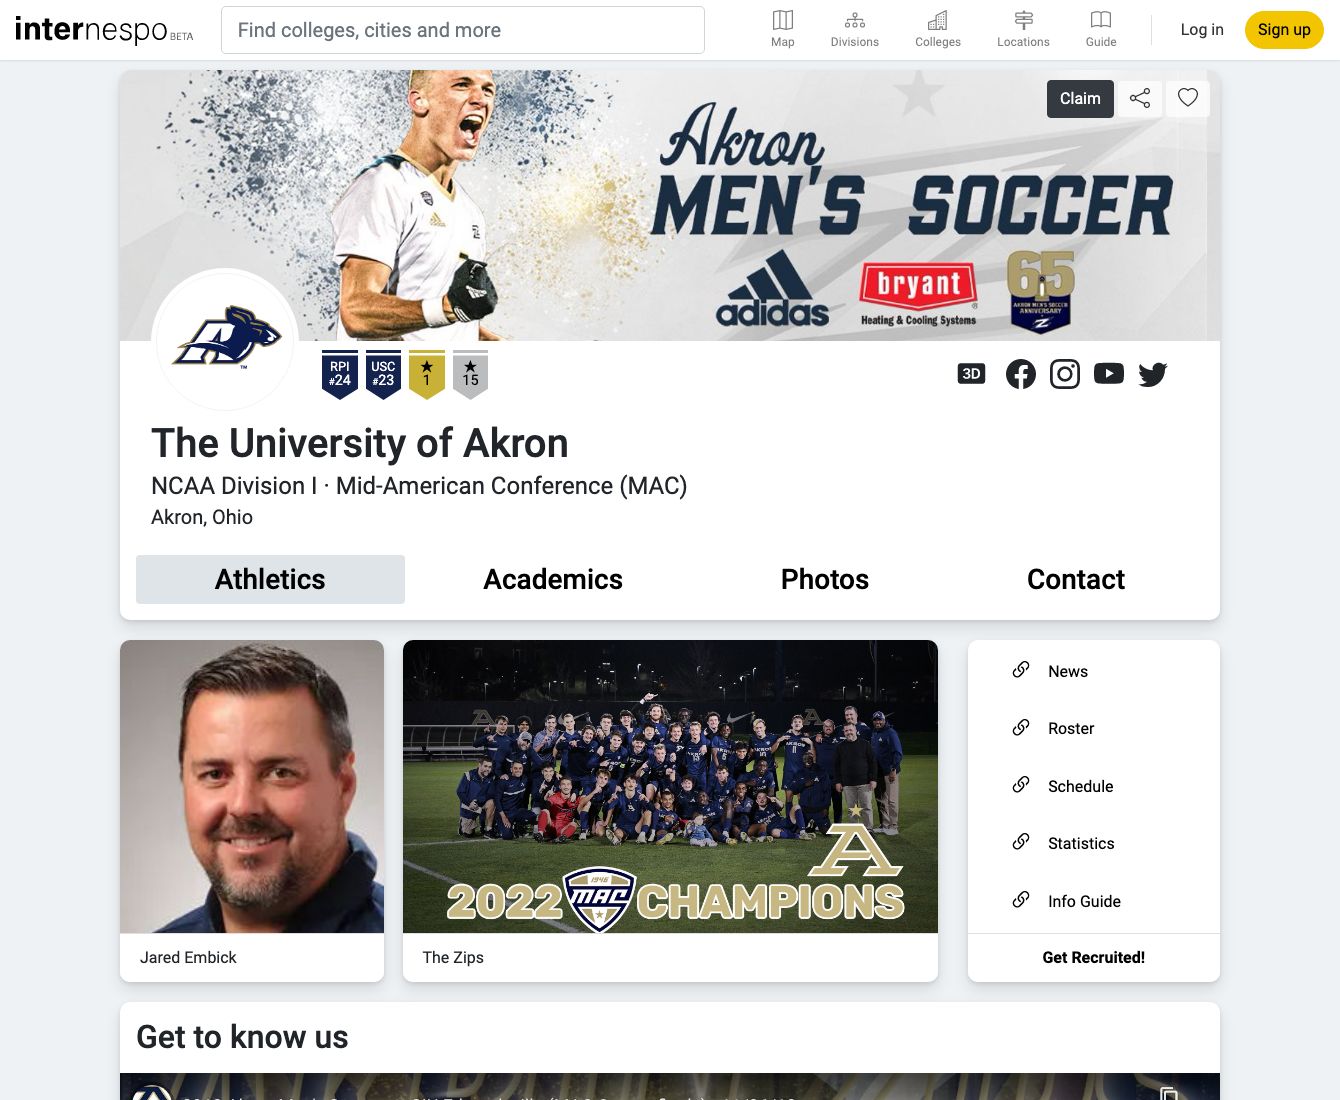 internespo BETA
Find colleges, cities and more
Map
Divisions
Colleges
Locations
Guide
Log in
Sign up
Claim
Akron
MEN'S SOCCER
adidas
bryant
Heating & Cooling Systems
65
AKRON MEN'S SOCCER
ANNIVERSARY
Z
A
TM
RPI
#24
USC
#23
★
1
★
15
3D
The University of Akron
NCAA Division I · Mid-American Conference (MAC)
Akron, Ohio
Athletics
Academics
Photos
Contact
A
1946
2022 MAC CHAMPIONS
Jared Embick
The Zips
News
Roster
Schedule
Statistics
Info Guide
Get Recruited!
Get to know us